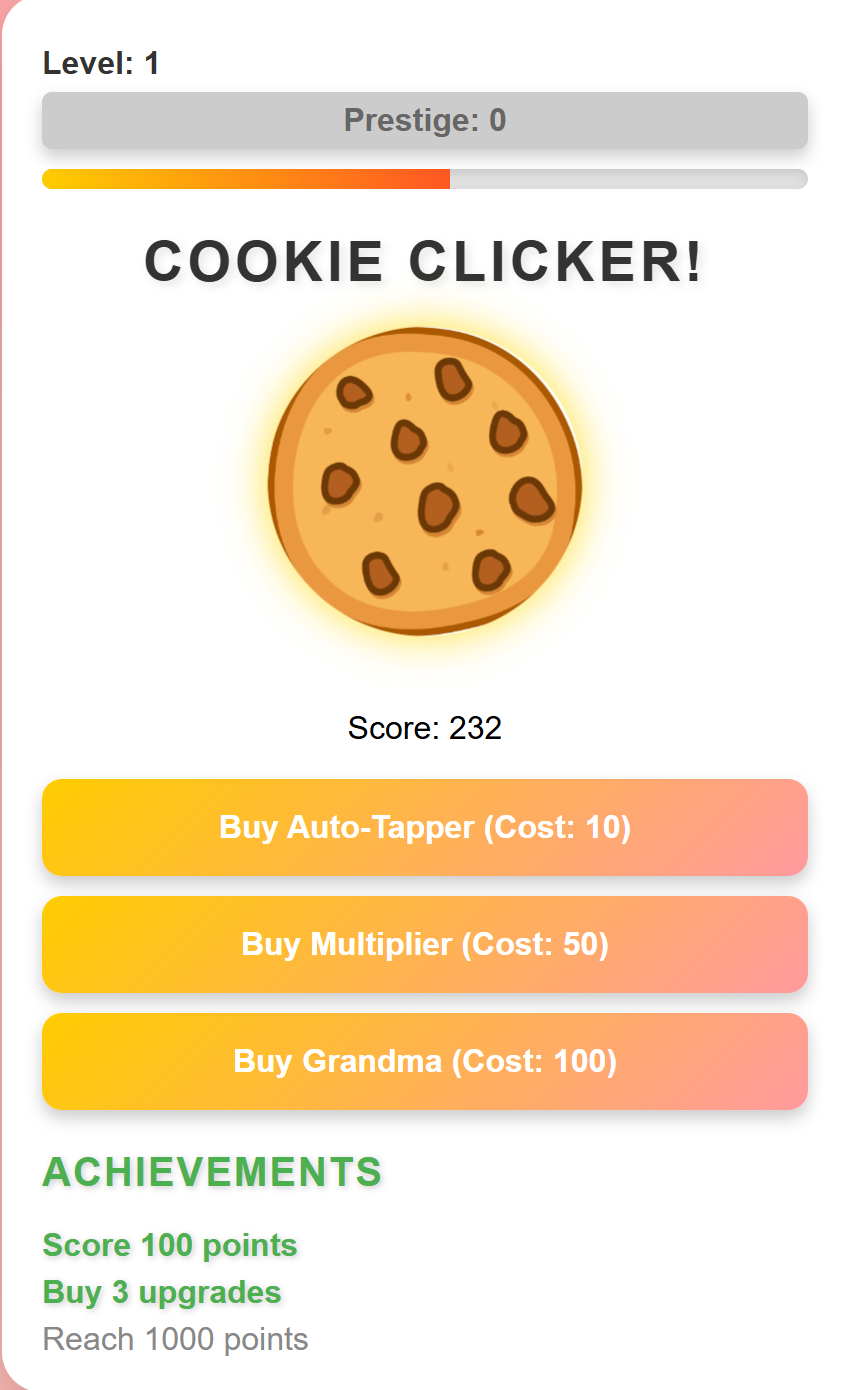 Level: 1
Prestige: 0
COOKIE CLICKER!
Score: 232
Buy Auto-Tapper (Cost: 10)
Buy Multiplier (Cost: 50)
Buy Grandma (Cost: 100)
ACHIEVEMENTS
Score 100 points
Buy 3 upgrades
Reach 1000 points